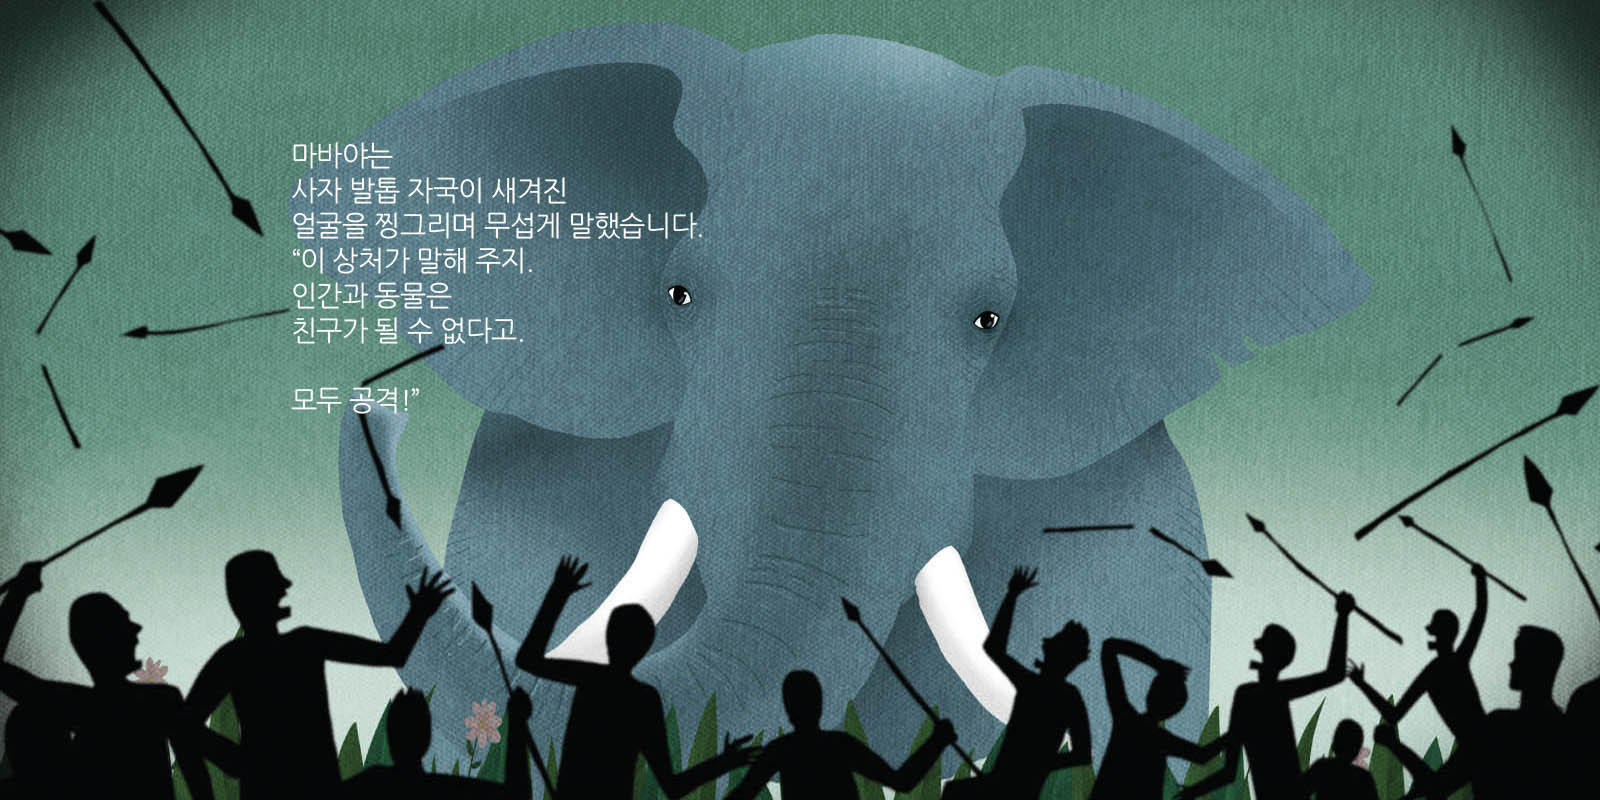 마바야는
사자 발톱 자국이 새겨진
얼굴을 찡그리며 무섭게 말했습니다.
“이 상처가 말해 주지.
인간과 동물은
친구가 될 수 없다고.
모두 공격!”